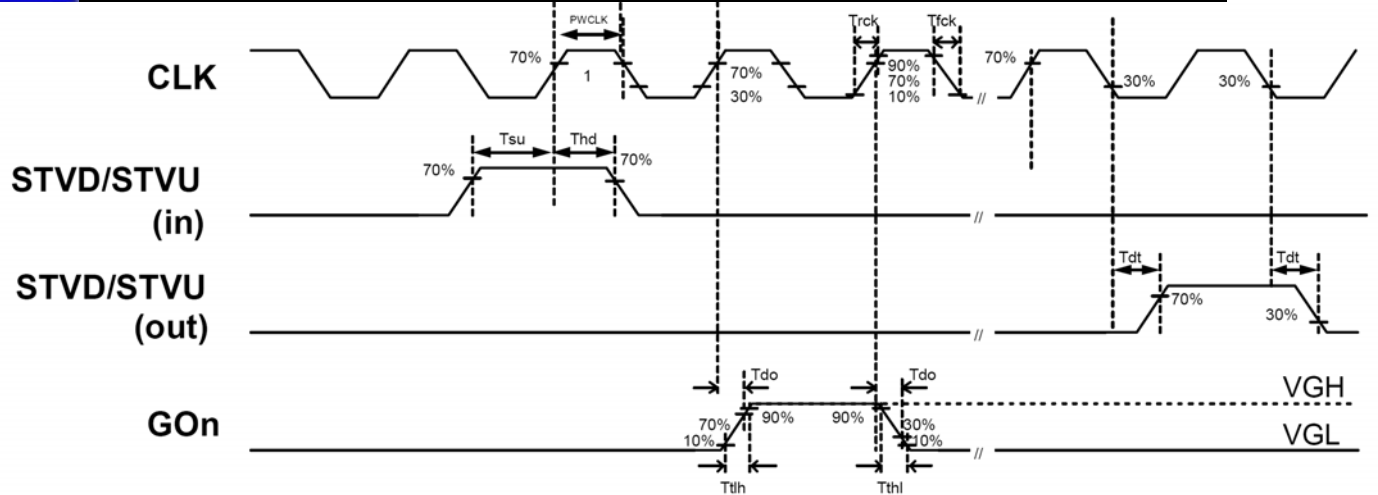 PWCLK
Trck Tfck
CLK
70% 1 70% 30% 90% 70% 10% // 70% 30% 30%
Tsu Thd
STVD/STVU
(in)
70% 70%
//
STVD/STVU
(out)
Tdt Tdt
70% 30%
//
Tdo Tdo
VGH
GOn
70% 90% 90% 30%
10% 10%
VGL
//
Ttlh Tthl